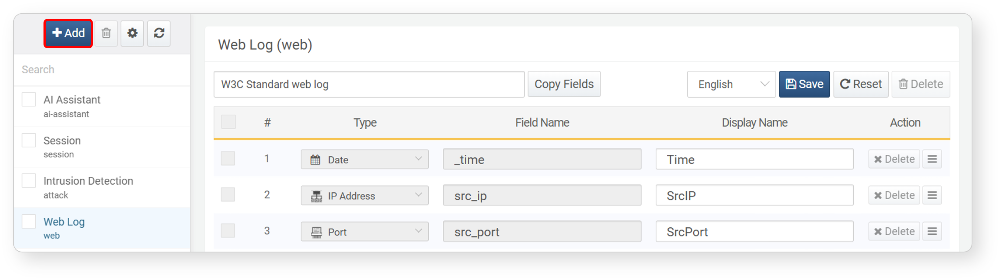 Add
Search
AI Assistant
ai-assistant
Session
session
Intrusion Detection
attack
Web Log
web
Web Log (web)
W3C Standard web log Copy Fields English Save Reset Delete
# Type Field Name Display Name Action
1 Date _time Time Delete
2 IP Address src_ip SrcIP Delete
3 Port src_port SrcPort Delete